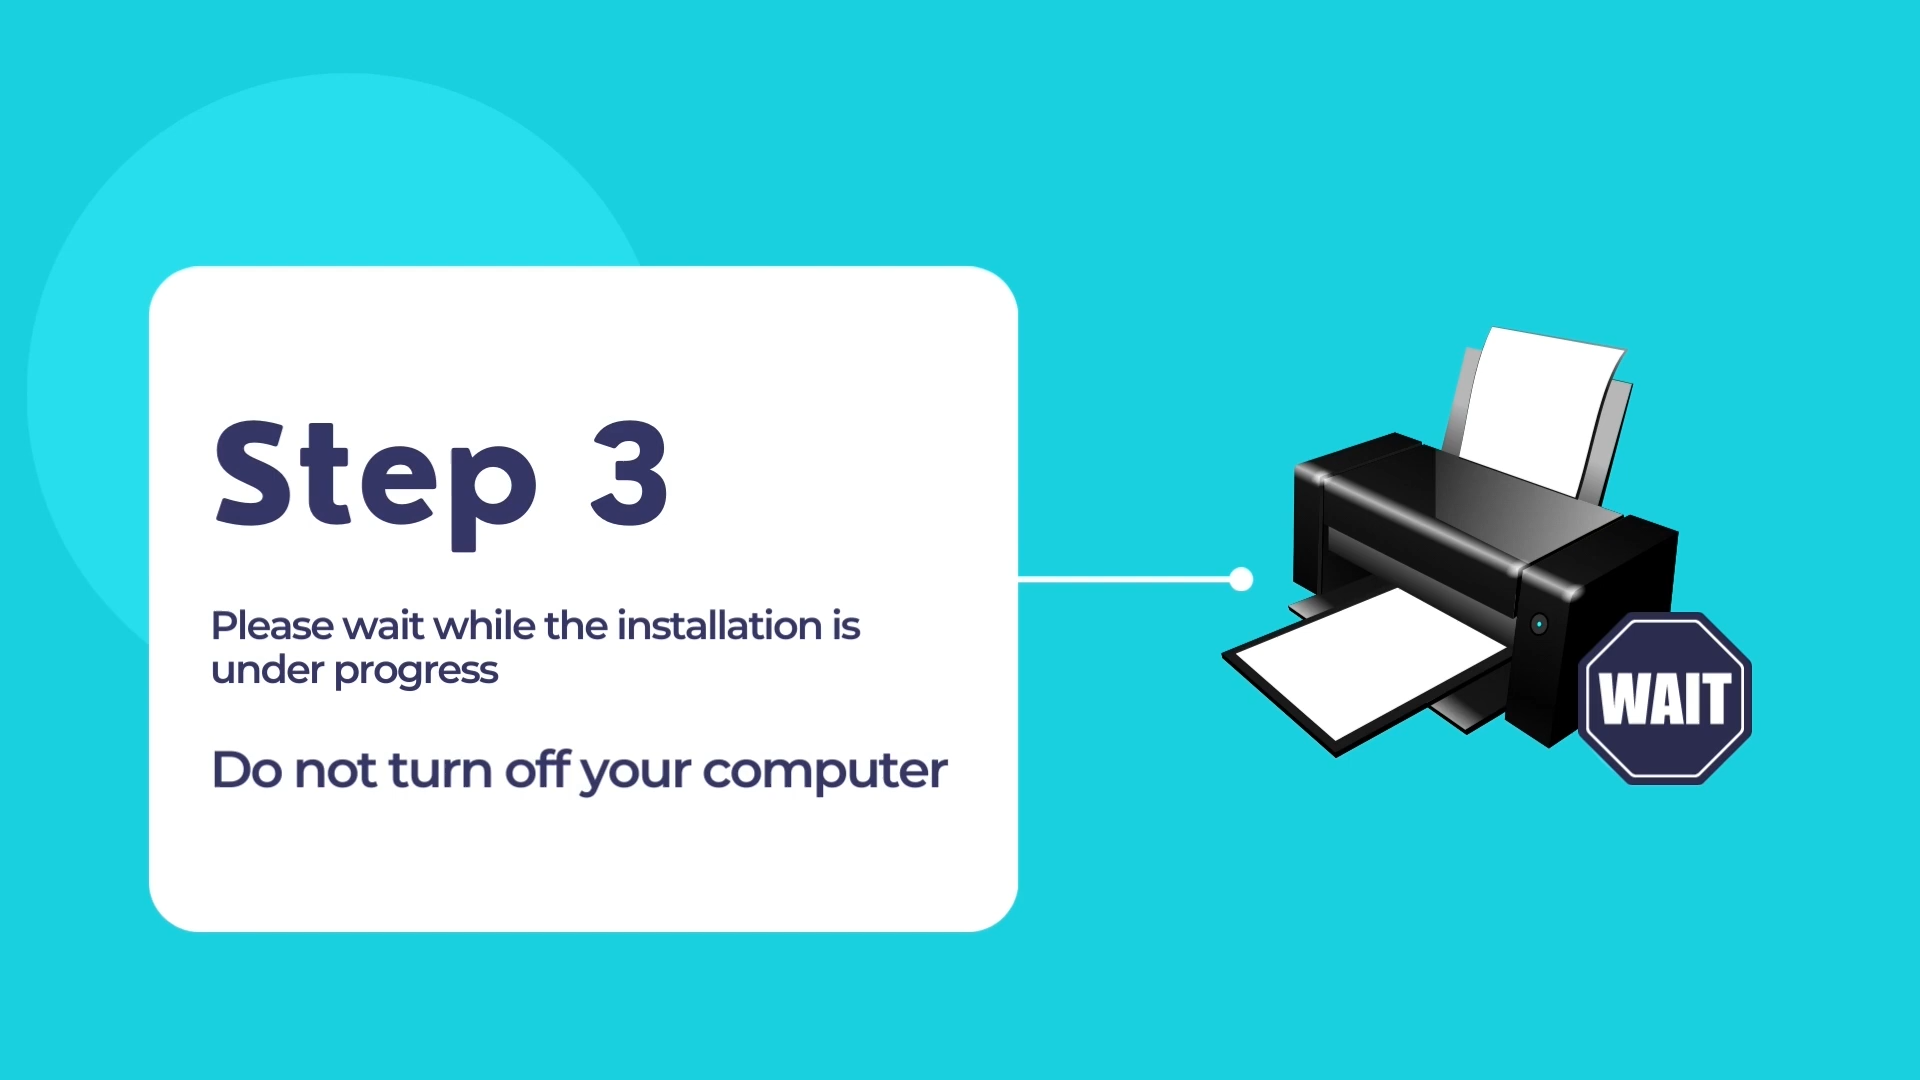 Step 3
Please wait while the installation is
under progress
Do not turn off your computer
WAIT